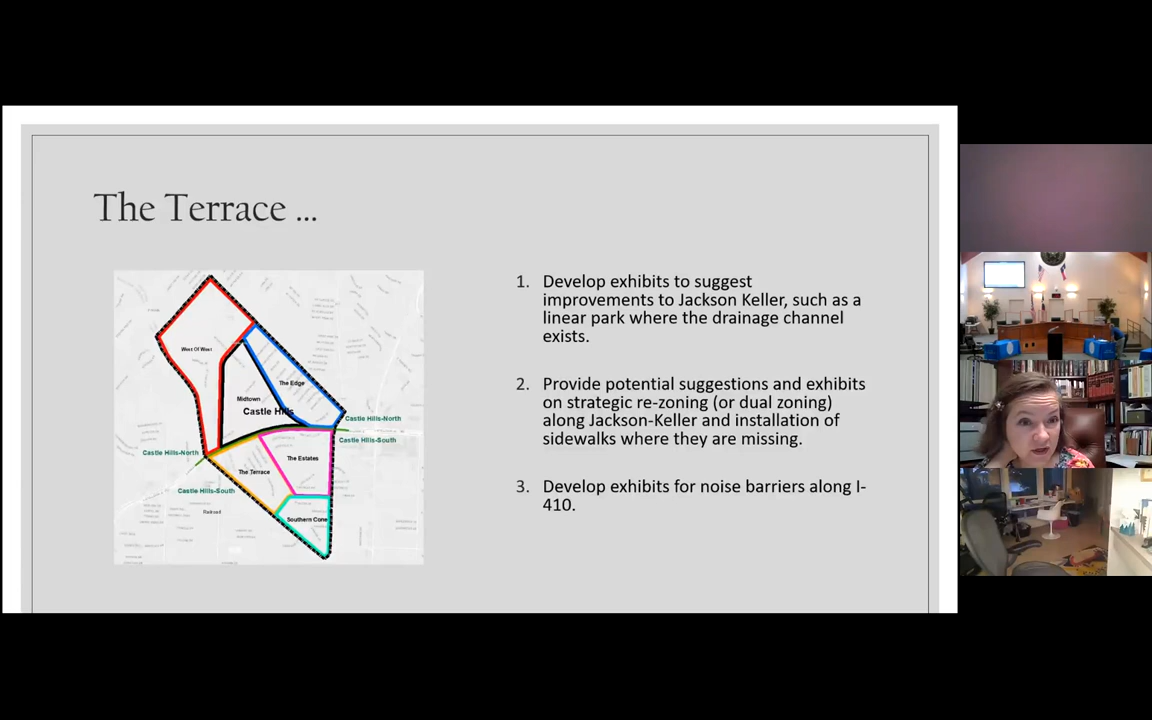 The Terrace ...
West Of West
The Edge
Midtown
Castle Hills
Castle Hills-North
Castle Hills-South
The Estates
Castle Hills-North
The Terrace
Castle Hills-South
Railroad
Southern Cone
1. Develop exhibits to suggest
improvements to Jackson Keller, such as a
linear park where the drainage channel
exists.
2. Provide potential suggestions and exhibits
on strategic re-zoning (or dual zoning)
along Jackson-Keller and installation of
sidewalks where they are missing.
3. Develop exhibits for noise barriers along I-
410.